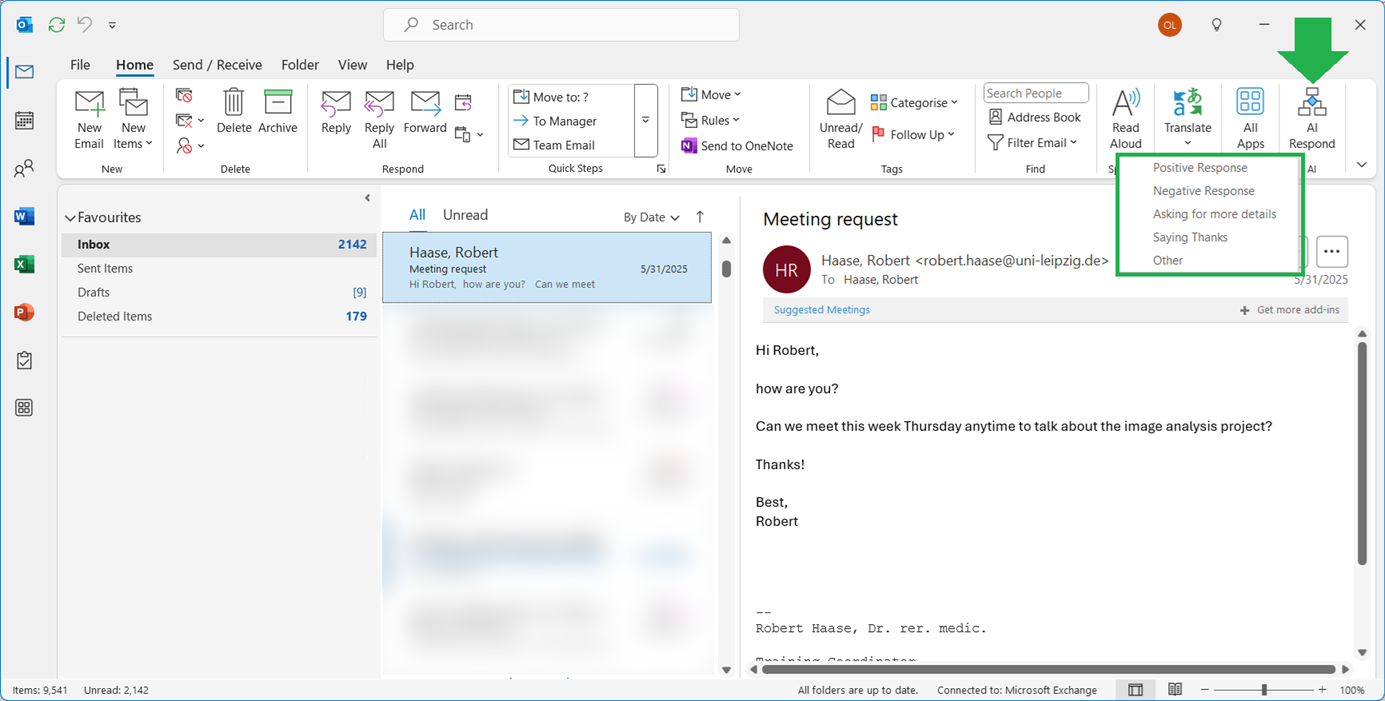 Search
OL
File Home Send / Receive Folder View Help
New Email
New Items
New
Delete
Archive
Delete
Reply
Reply All
Forward
Respond
Move to: ?
To Manager
Team Email
Quick Steps
Move
Rules
Send to OneNote
Move
Unread/ Read
Categorise
Follow Up
Tags
Search People
Address Book
Filter Email
Find
Read Aloud
Translate
All Apps
AI Respond
AI
Positive Response
Negative Response
Asking for more details
Saying Thanks
Other
Favourites
Inbox 2142
Sent Items
Drafts [9]
Deleted Items 179
All Unread By Date
Haase, Robert
Meeting request 5/31/2025
Hi Robert, how are you? Can we meet
Meeting request
HR
Haase, Robert <robert.haase@uni-leipzig.de>
To Haase, Robert
5/31/2025
Suggested Meetings
Get more add-ins
Hi Robert,
how are you?
Can we meet this week Thursday anytime to talk about the image analysis project?
Thanks!
Best,
Robert
--
Robert Haase, Dr. rer. medic.
Training Coordinator
Items: 9,541 Unread: 2,142 All folders are up to date. Connected to: Microsoft Exchange 100%